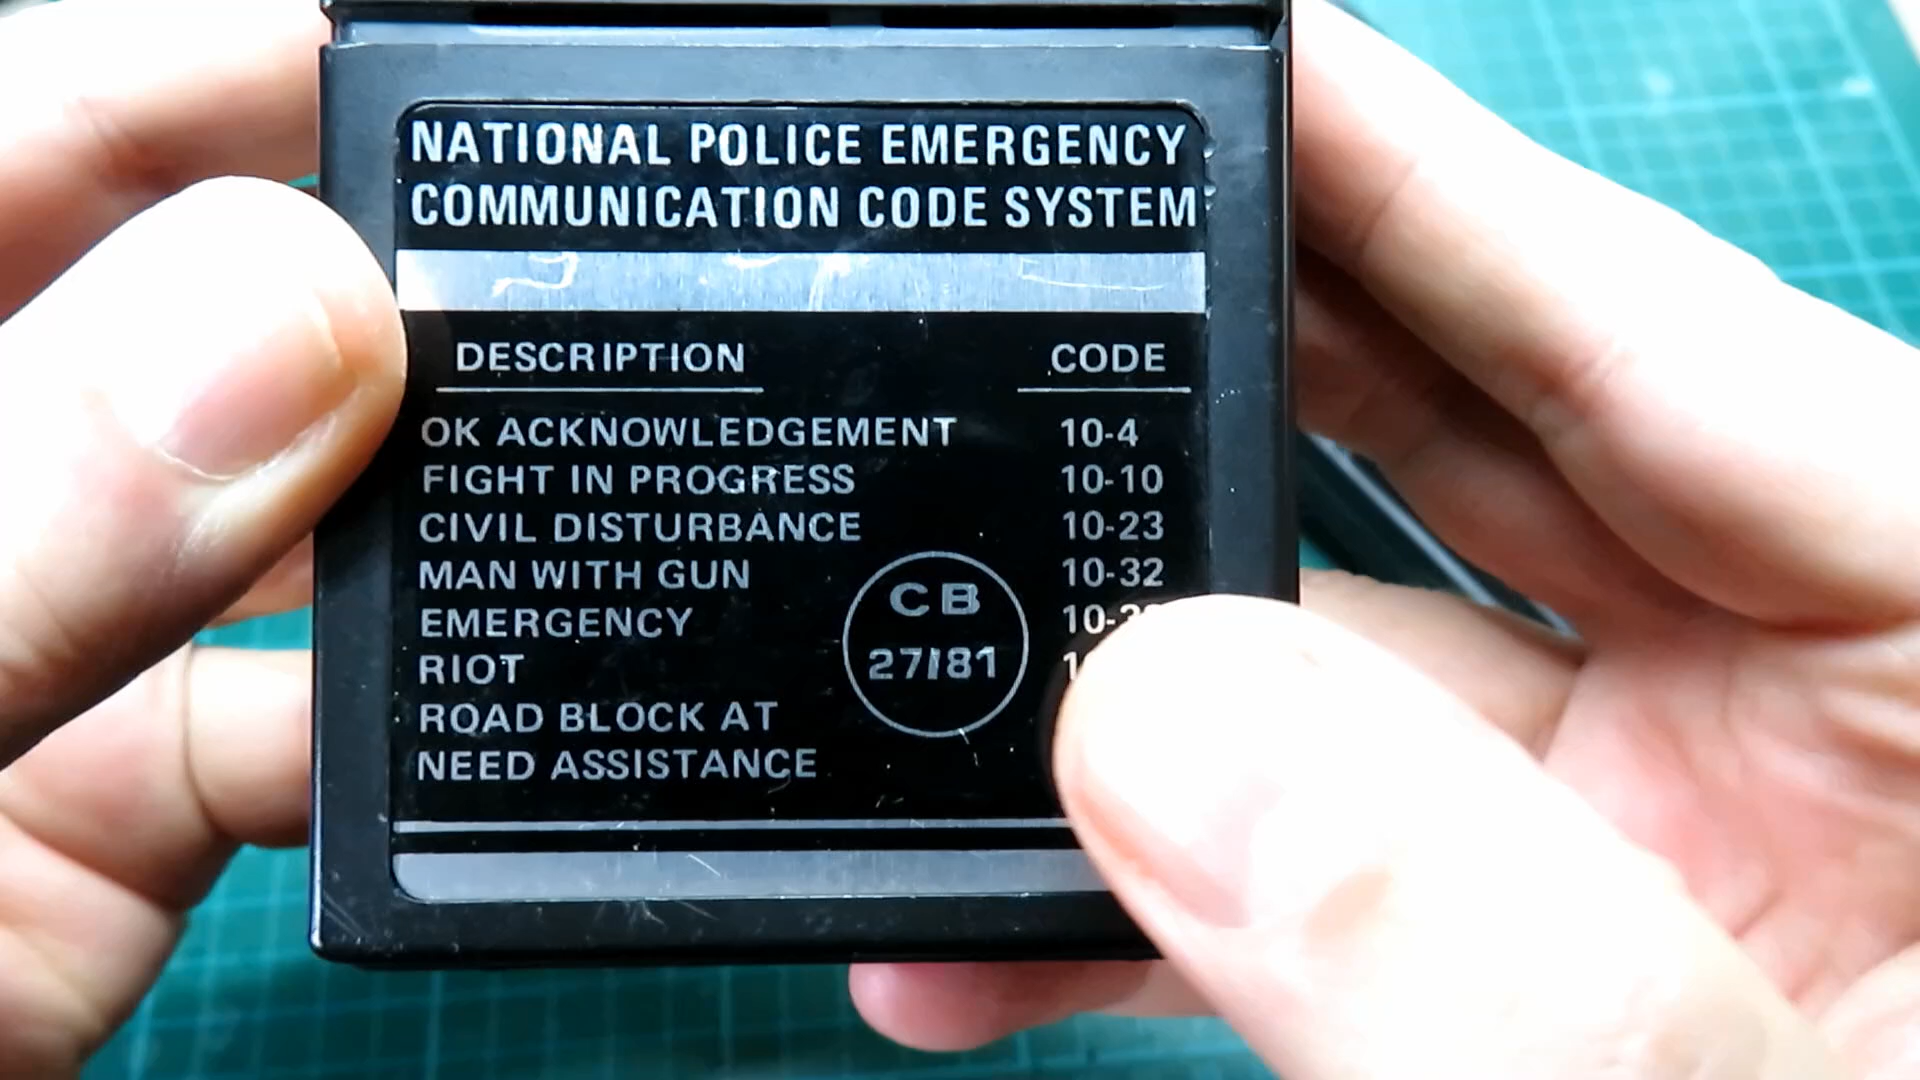 NATIONAL POLICE EMERGENCY
COMMUNICATION CODE SYSTEM
DESCRIPTION CODE
OK ACKNOWLEDGEMENT 10-4
FIGHT IN PROGRESS 10-10
CIVIL DISTURBANCE 10-23
MAN WITH GUN 10-32
EMERGENCY
RIOT
ROAD BLOCK AT
NEED ASSISTANCE
CB
27/81